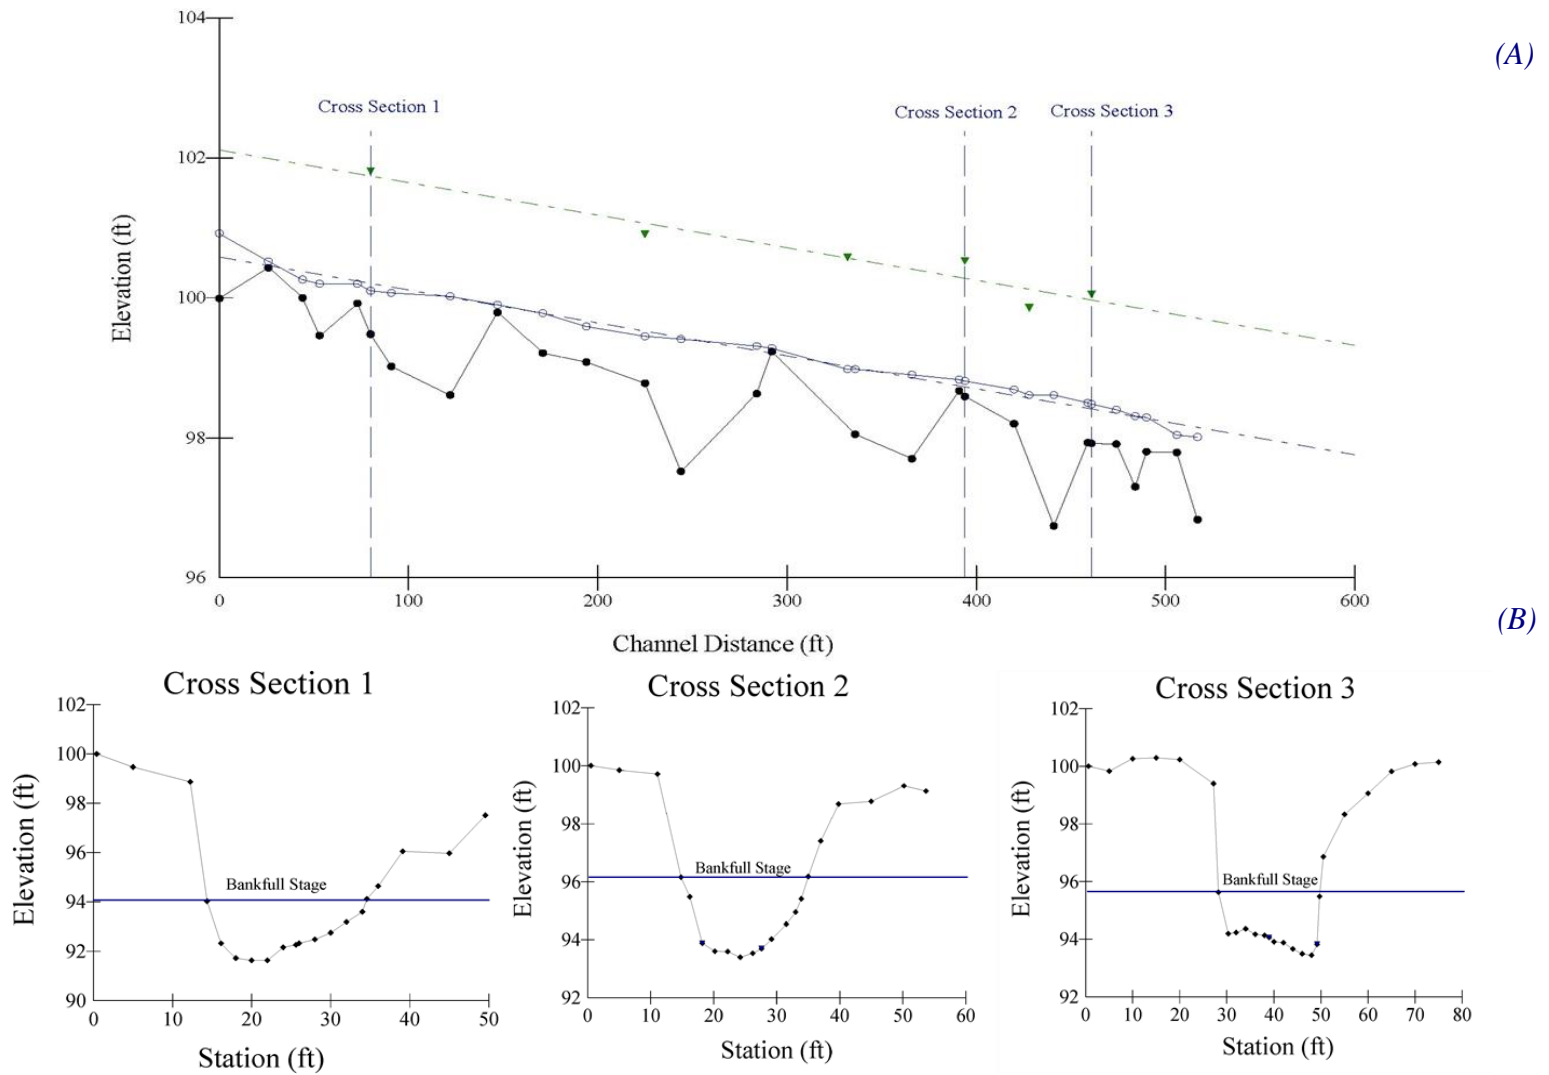 (A)
104
102
100
98
96
Elevation (ft)
Cross Section 1
Cross Section 2
Cross Section 3
0 100 200 300 400 500 600
Channel Distance (ft)
(B)
Cross Section 1
102
100
98
96
94
92
90
Elevation (ft)
Bankfull Stage
0 10 20 30 40 50
Station (ft)
Cross Section 2
102
100
98
96
94
92
Elevation (ft)
Bankfull Stage
0 10 20 30 40 50 60
Station (ft)
Cross Section 3
102
100
98
96
94
92
Elevation (ft)
Bankfull Stage
0 10 20 30 40 50 60 70 80
Station (ft)